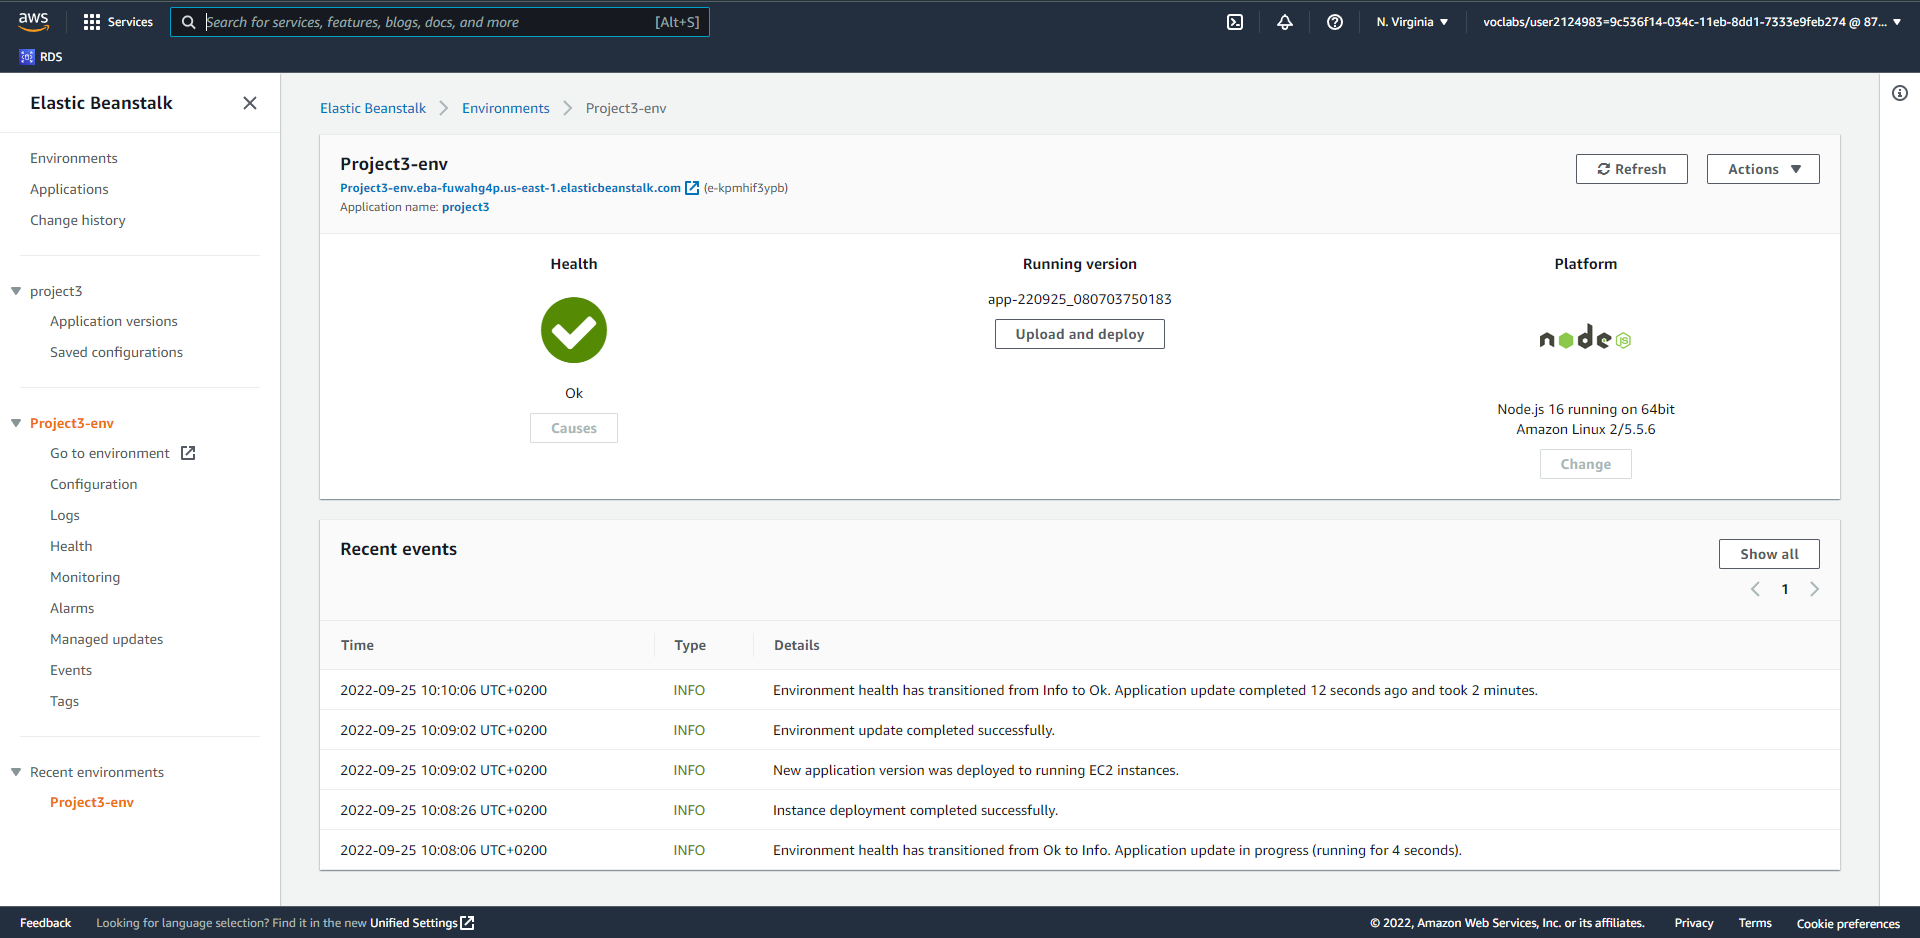 aws
Services
Search for services, features, blogs, docs, and more
[Alt+S]
N. Virginia
voclabs/user2124983=9c536f14-034c-11eb-8dd1-7333e9feb274 @ 87...
RDS
Elastic Beanstalk
Environments
Applications
Change history
project3
Application versions
Saved configurations
Project3-env
Go to environment
Configuration
Logs
Health
Monitoring
Alarms
Managed updates
Events
Tags
Recent environments
Project3-env
Elastic Beanstalk > Environments > Project3-env
Project3-env
Project3-env.eba-fuwahg4p.us-east-1.elasticbeanstalk.com (e-kpmhif3ypb)
Application name: project3
Refresh
Actions
Health
Ok
Causes
Running version
app-220925_080703750183
Upload and deploy
Platform
node JS
Node.js 16 running on 64bit
Amazon Linux 2/5.5.6
Change
Recent events
Show all
1
Time Type Details
2022-09-25 10:10:06 UTC+0200 INFO Environment health has transitioned from Info to Ok. Application update completed 12 seconds ago and took 2 minutes.
2022-09-25 10:09:02 UTC+0200 INFO Environment update completed successfully.
2022-09-25 10:09:02 UTC+0200 INFO New application version was deployed to running EC2 instances.
2022-09-25 10:08:26 UTC+0200 INFO Instance deployment completed successfully.
2022-09-25 10:08:06 UTC+0200 INFO Environment health has transitioned from Ok to Info. Application update in progress (running for 4 seconds).
Feedback
Looking for language selection? Find it in the new Unified Settings
© 2022, Amazon Web Services, Inc. or its affiliates.
Privacy
Terms
Cookie preferences